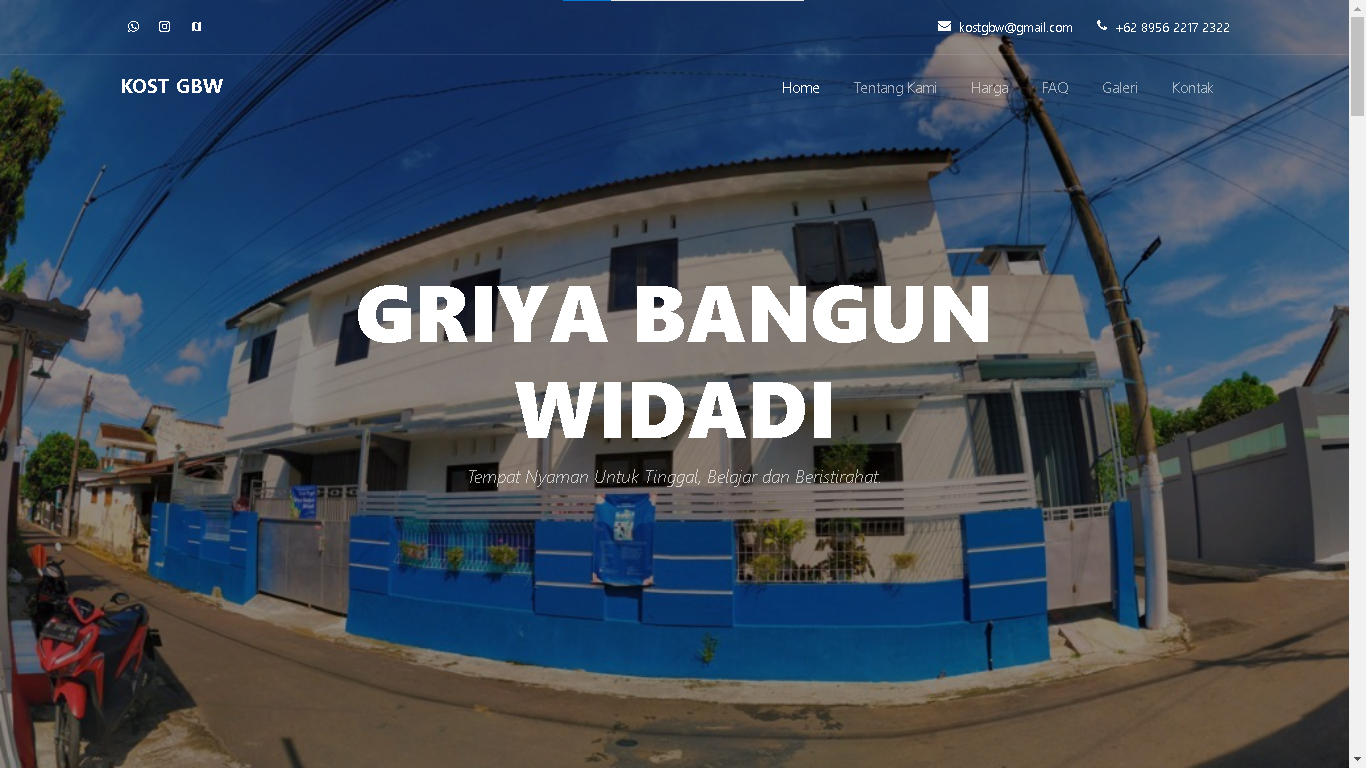 kostgbw@gmail.com +62 8956 2217 2322
KOST GBW Home Tentang Kami Harga FAQ Galeri Kontak
GRIYA BANGUN
WIDADI
Tempat Nyaman Untuk Tinggal, Belajar dan Beristirahat.